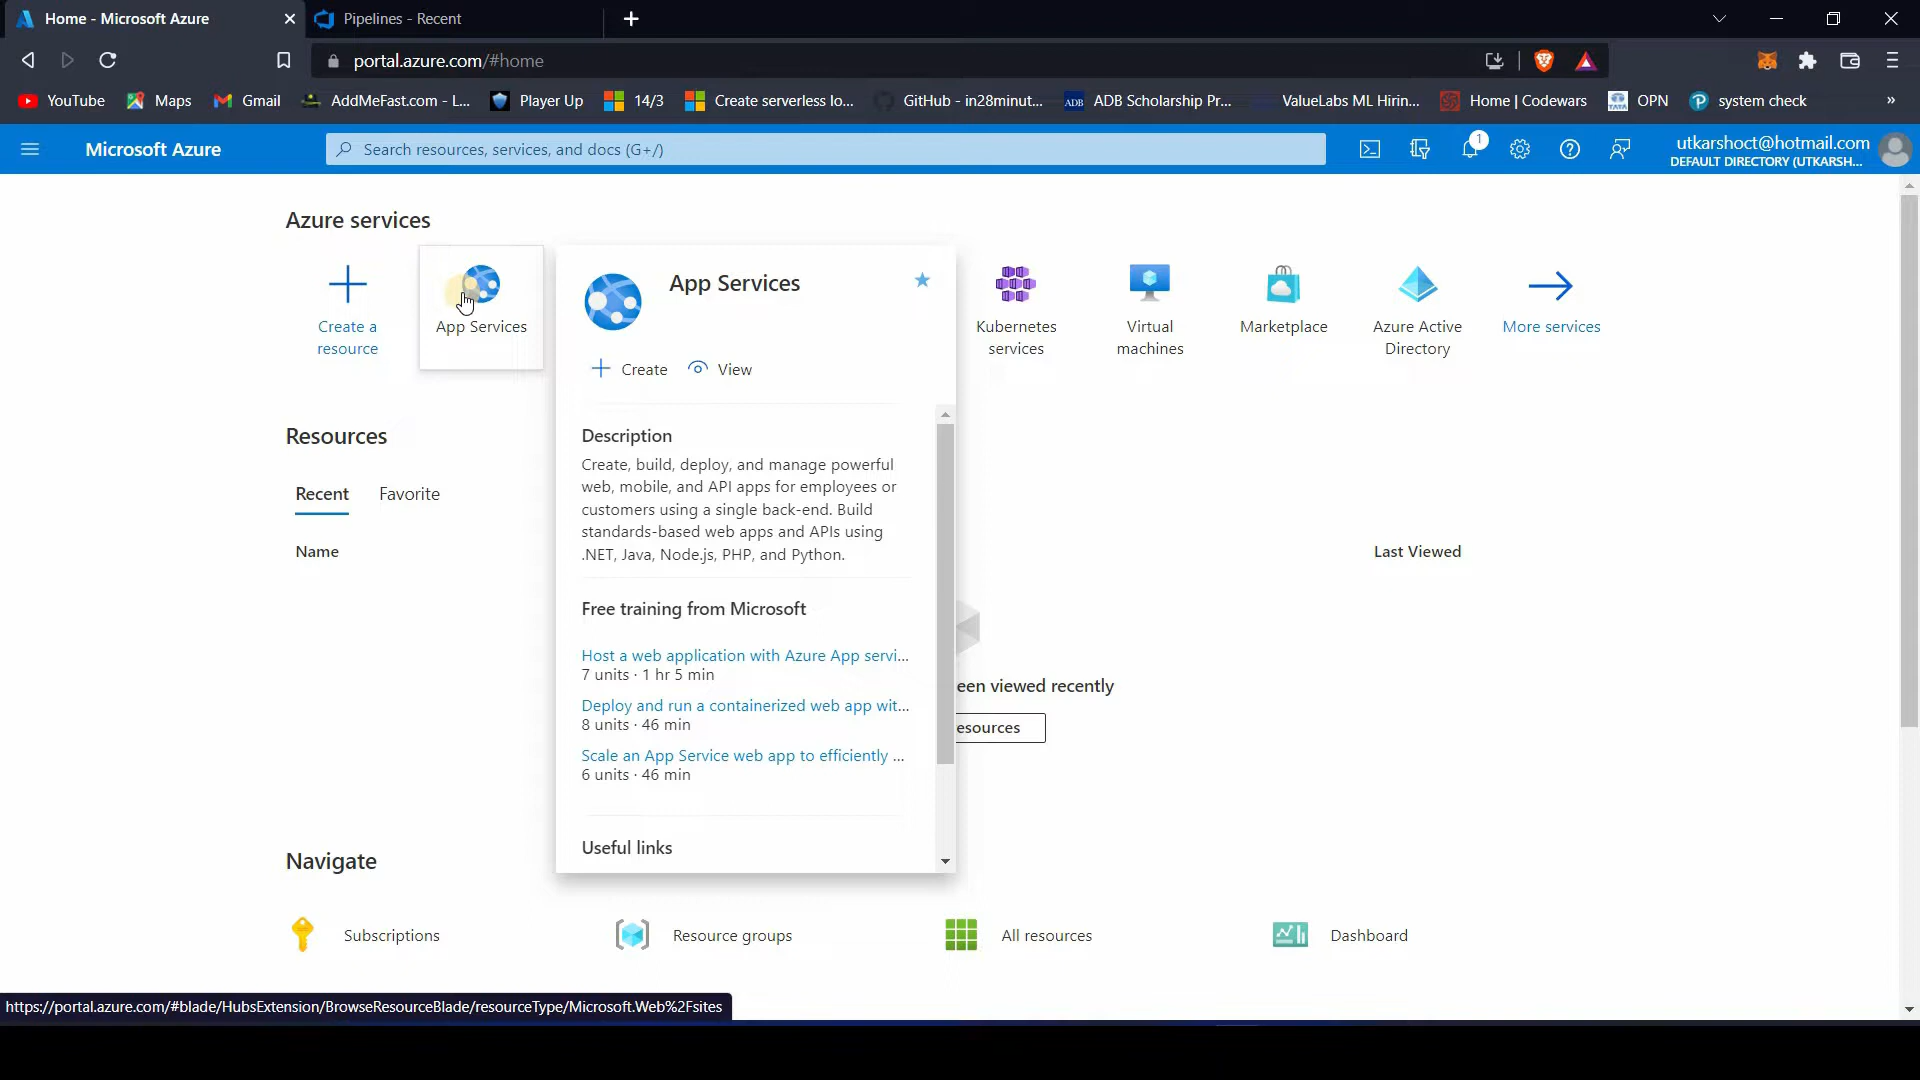 Home - Microsoft Azure
Pipelines - Recent
portal.azure.com/#home
YouTube
Maps
Gmail
AddMeFast.com - L...
Player Up
14/3
Create serverless lo...
GitHub - in28minut...
ADB
ADB Scholarship Pr...
ValueLabs ML Hirin...
Home | Codewars
TATA
OPN
system check
»
Microsoft Azure
Search resources, services, and docs (G+/)
1
utkarshoct@hotmail.com
DEFAULT DIRECTORY (UTKARSH...
Azure services
Create a
resource
App Services
App Services
Create
View
Kubernetes
services
Virtual
machines
Marketplace
Azure Active
Directory
More services
Resources
Recent
Favorite
Name
Last Viewed
Description
Create, build, deploy, and manage powerful
web, mobile, and API apps for employees or
customers using a single back-end. Build
standards-based web apps and APIs using
.NET, Java, Node.js, PHP, and Python.
Free training from Microsoft
Host a web application with Azure App servi...
7 units · 1 hr 5 min
Deploy and run a containerized web app wit...
8 units · 46 min
Scale an App Service web app to efficiently ...
6 units · 46 min
Useful links
een viewed recently
esources
Navigate
Subscriptions
Resource groups
All resources
Dashboard
https://portal.azure.com/#blade/HubsExtension/BrowseResourceBlade/resourceType/Microsoft.Web%2Fsites